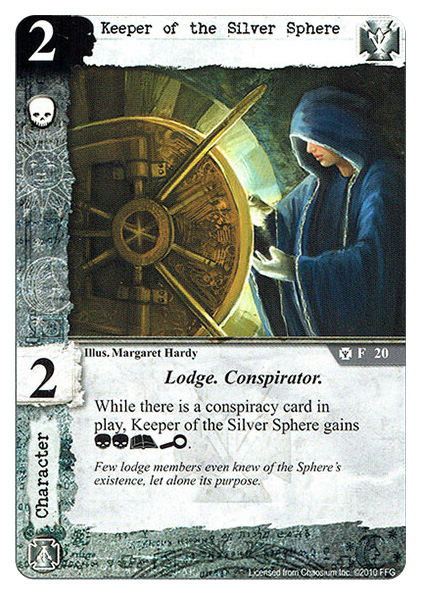 2
Keeper of the Silver Sphere
Illus. Margaret Hardy
F 20
2
Lodge. Conspirator.
While there is a conspiracy card in
play, Keeper of the Silver Sphere gains
.
Few lodge members even knew of the Sphere's
existence, let alone its purpose.
Character
Licensed from Chaosium Inc. ©2010 FFG